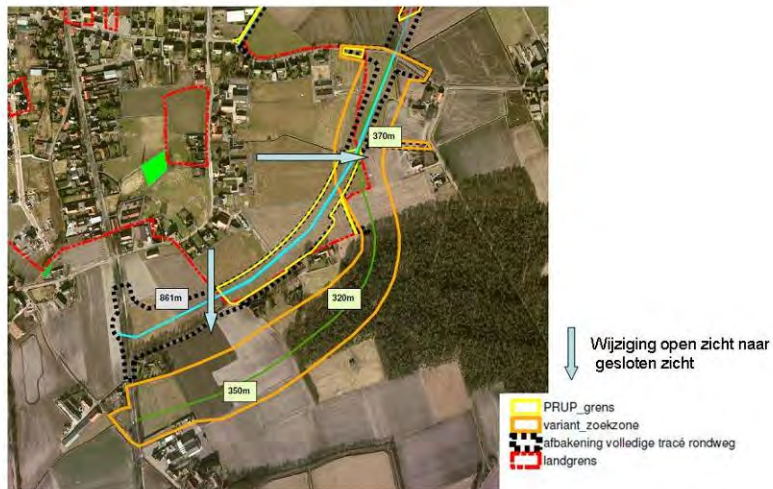 370m
861m
320m
350m
Wijziging open zicht naar
gesloten zicht
PRUP_grens
variant_zoekzone
afbakening volledige tracé rondweg
landgrens